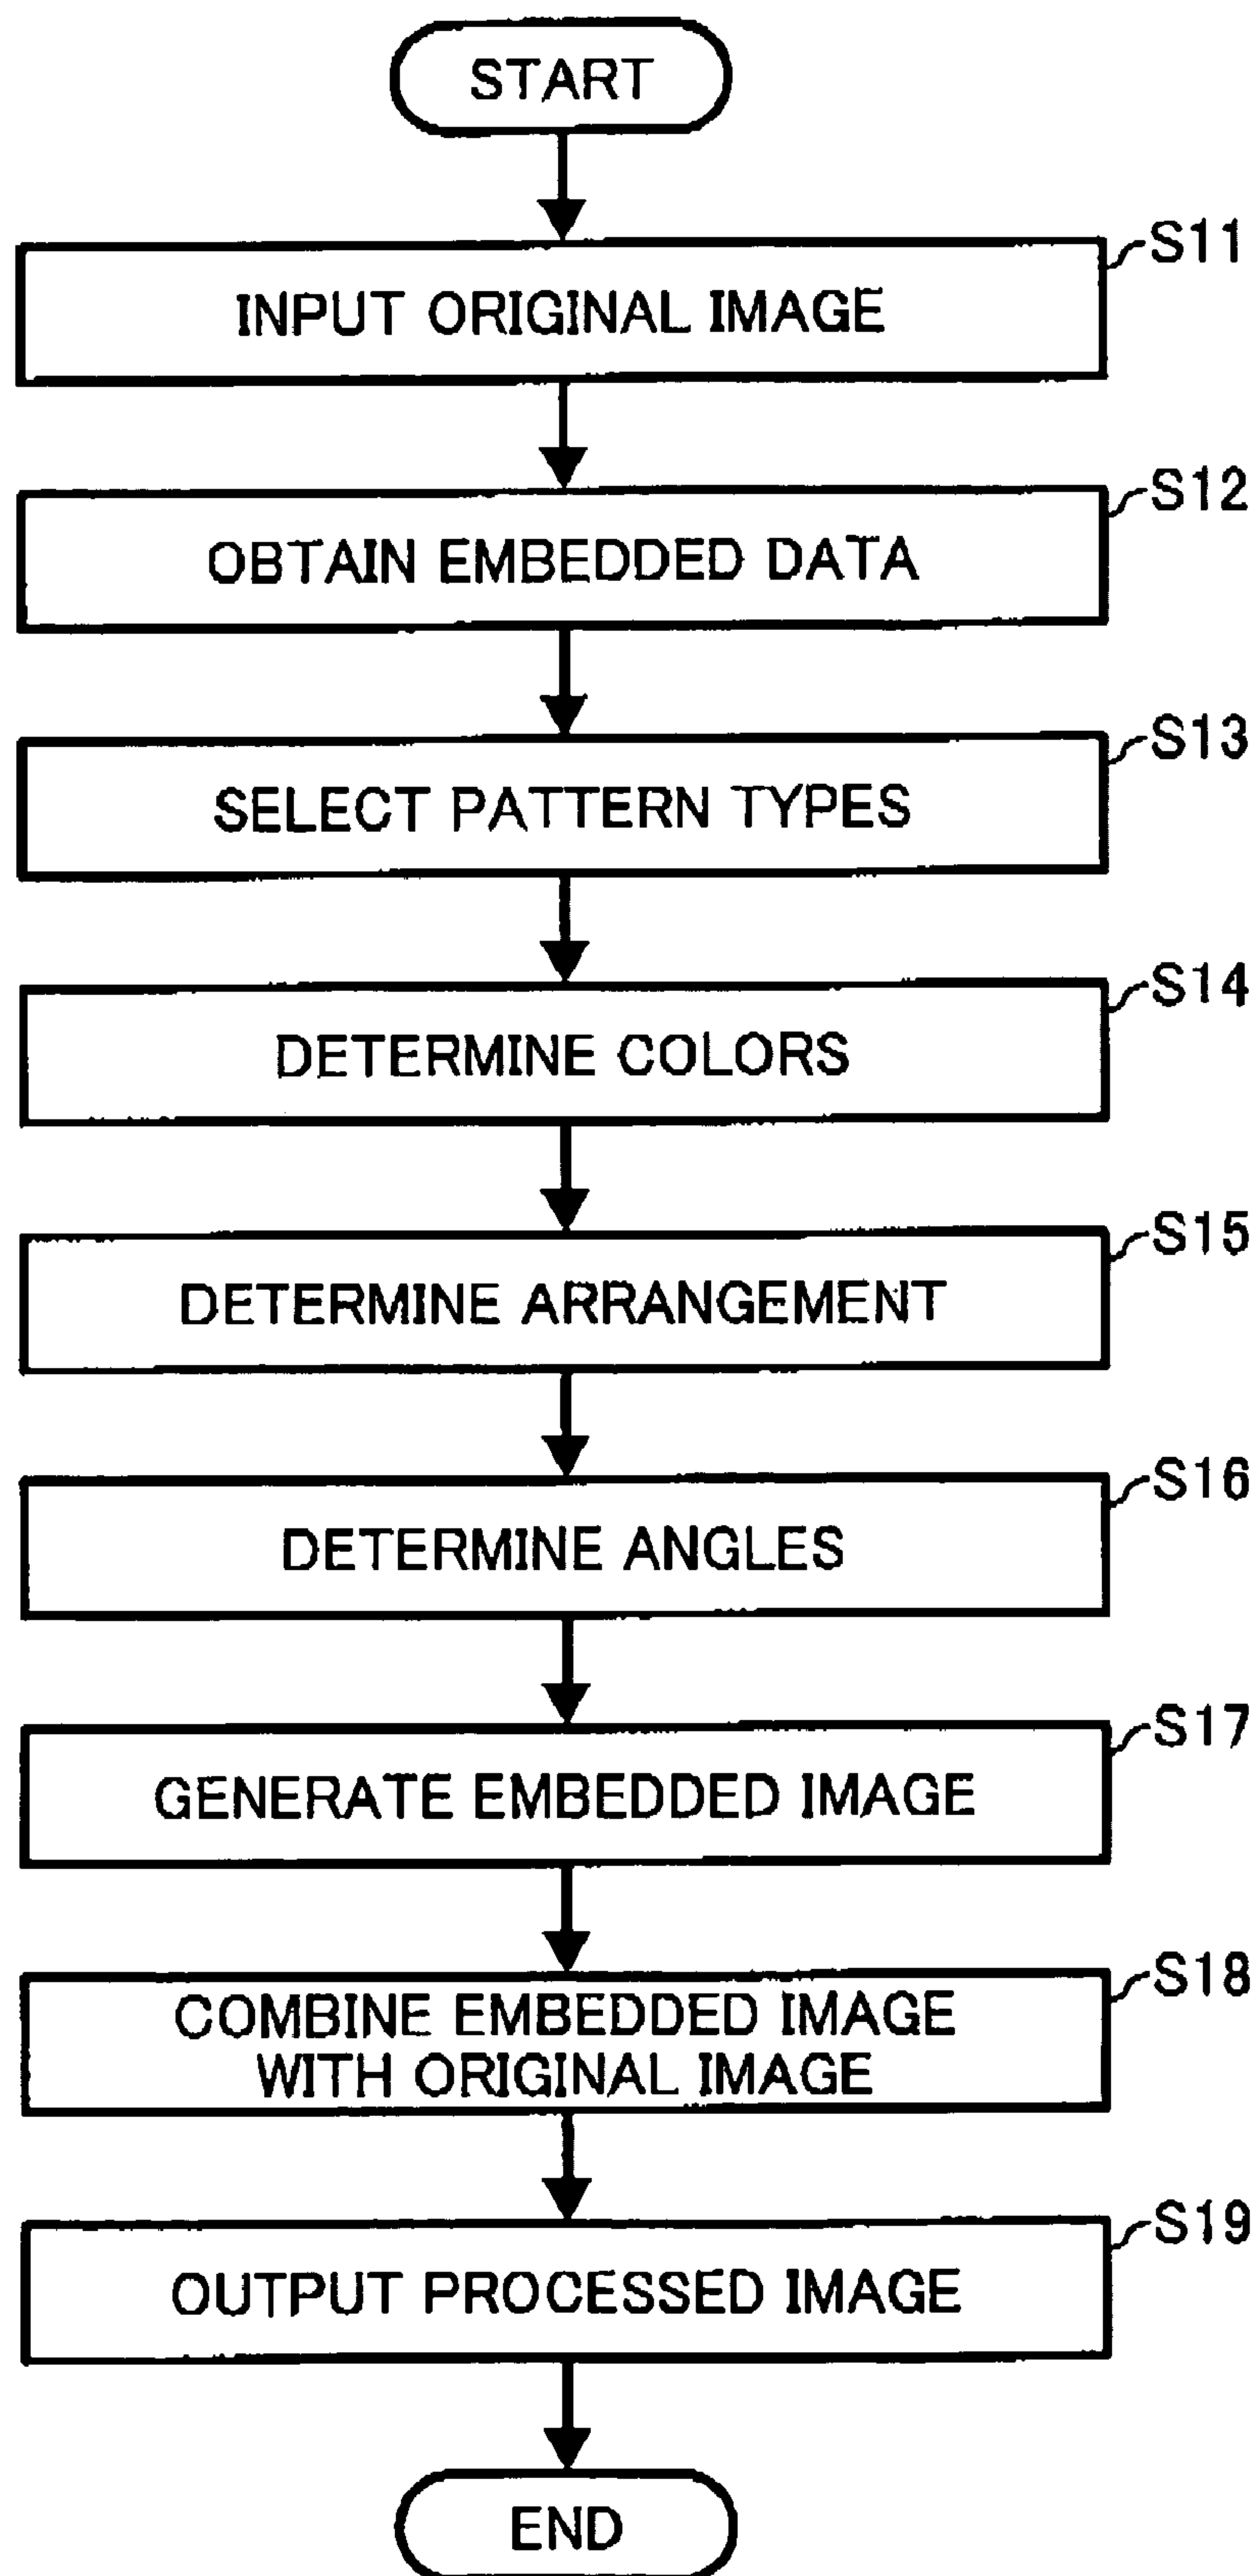 START
S11
INPUT ORIGINAL IMAGE
S12
OBTAIN EMBEDDED DATA
S13
SELECT PATTERN TYPES
S14
DETERMINE COLORS
S15
DETERMINE ARRANGEMENT
S16
DETERMINE ANGLES
S17
GENERATE EMBEDDED IMAGE
S18
COMBINE EMBEDDED IMAGE
WITH ORIGINAL IMAGE
S19
OUTPUT PROCESSED IMAGE
END